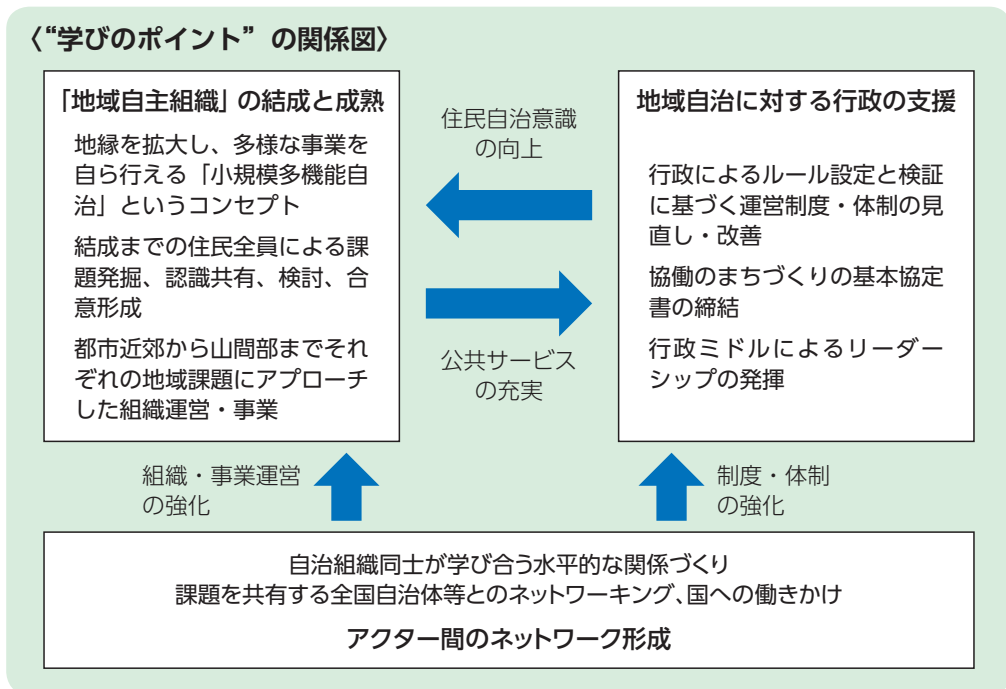 〈“学びのポイント”の関係図〉
「地域自主組織」の結成と成熟
地縁を拡大し、多様な事業を
自ら行える「小規模多機能自
治」というコンセプト
結成までの住民全員による課
題発掘、認識共有、検討、合
意形成
都市近郊から山間部までそれ
ぞれの地域課題にアプローチ
した組織運営・事業
住民自治意識
の向上
公共サービス
の充実
地域自治に対する行政の支援
行政によるルール設定と検証
に基づく運営制度・体制の見
直し・改善
協働のまちづくりの基本協定
書の締結
行政ミドルによるリーダー
シップの発揮
組織・事業運営
の強化
制度・体制
の強化
自治組織同士が学び合う水平的な関係づくり
課題を共有する全国自治体等とのネットワーキング、国への働きかけ
アクター間のネットワーク形成